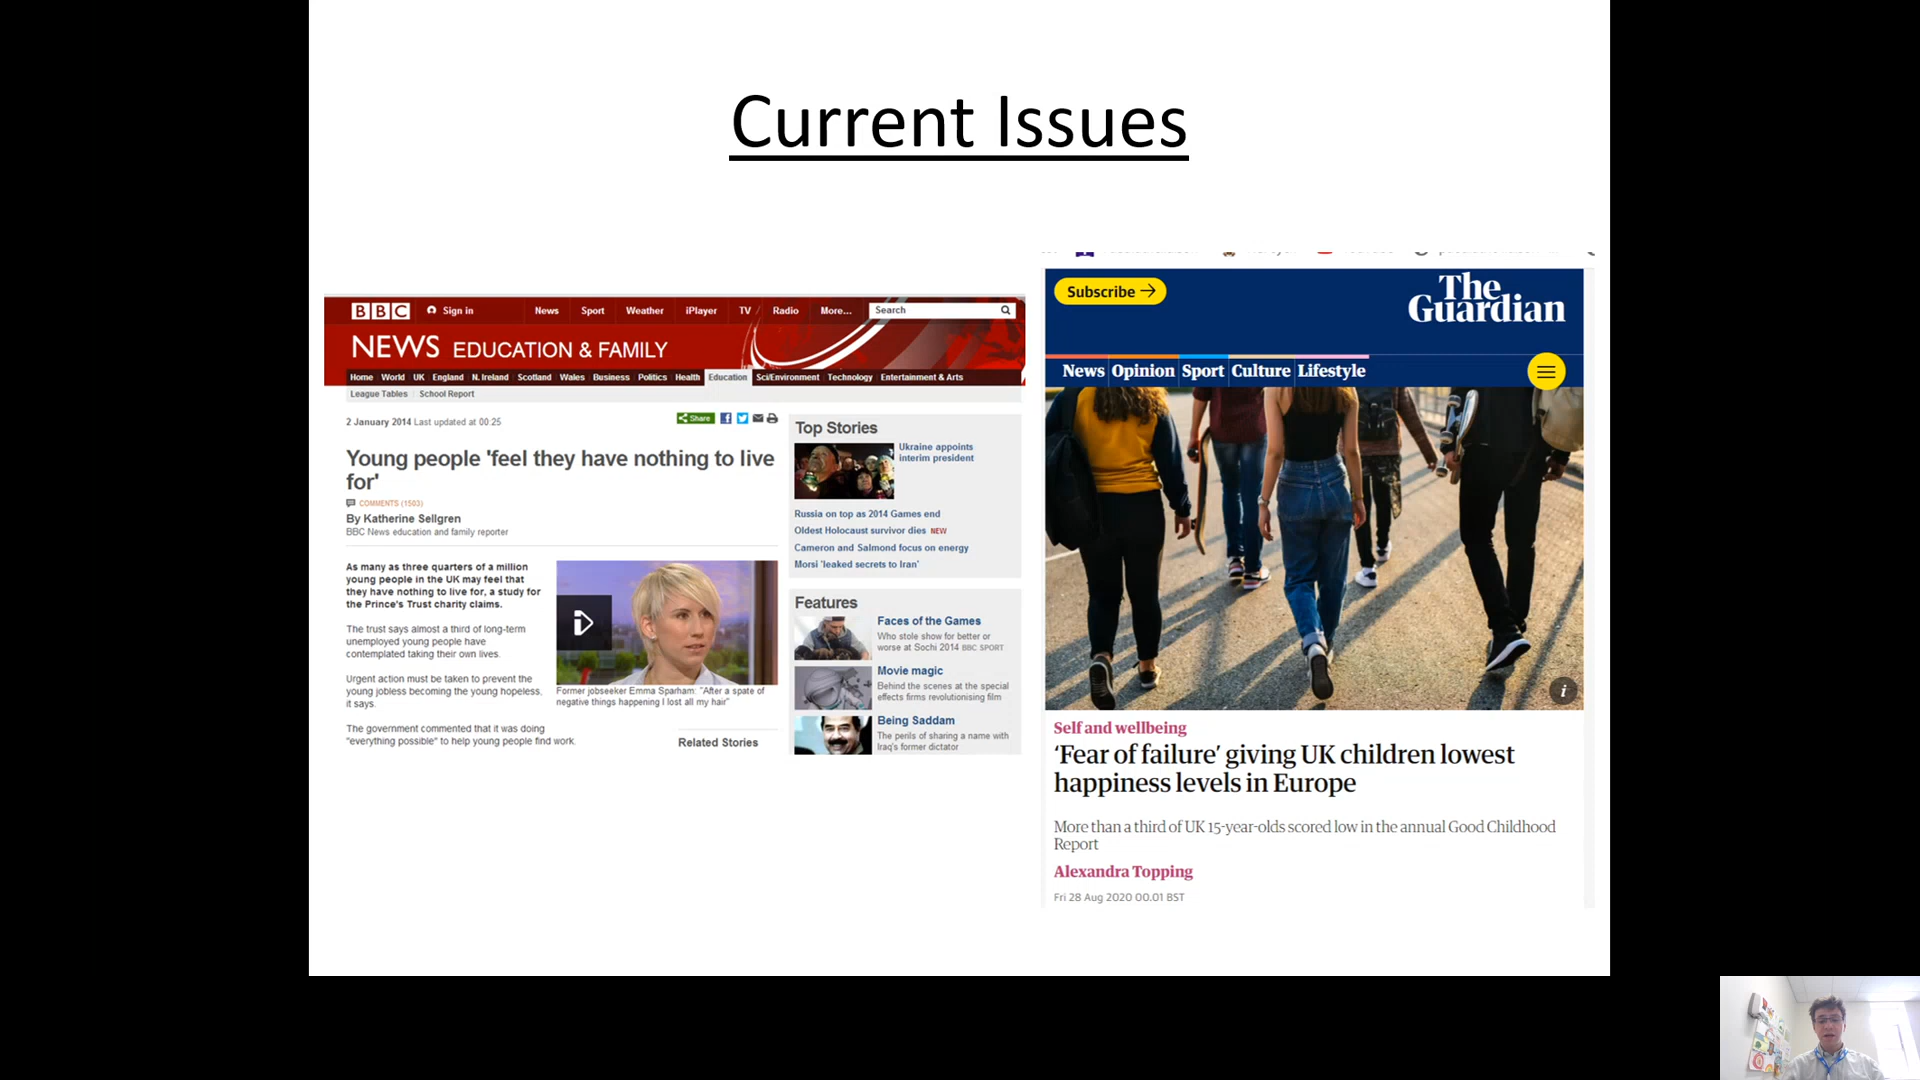 Current Issues
BBC Sign in News Sport Weather iPlayer TV Radio More... Search
NEWS EDUCATION & FAMILY
Home World UK England N. Ireland Scotland Wales Business Politics Health Education Sci/Environment Technology Entertainment & Arts
League Tables School Report
2 January 2014 Last updated at 00:25
Share
Young people 'feel they have nothing to live
for'
COMMENTS (1503)
By Katherine Sellgren
BBC News education and family reporter
As many as three quarters of a million
young people in the UK may feel that
they have nothing to live for, a study for
the Prince's Trust charity claims.
The trust says almost a third of long-term
unemployed young people have
contemplated taking their own lives.
Urgent action must be taken to prevent the
young jobless becoming the young hopeless,
it says.
The government commented that it was doing
"everything possible" to help young people find work.
Former jobseeker Emma Sparham: "After a spate of
negative things happening I lost all my hair"
Related Stories
Top Stories
Ukraine appoints
interim president
Russia on top as 2014 Games end
Oldest Holocaust survivor dies NEW
Cameron and Salmond focus on energy
Morsi 'leaked secrets to Iran'
Features
Faces of the Games
Who stole show for better or
worse at Sochi 2014 BBC SPORT
Movie magic
Behind the scenes at the special
effects firms revolutionising film
Being Saddam
The perils of sharing a name with
Iraq's former dictator
Subscribe
The
Guardian
News Opinion Sport Culture Lifestyle
Self and wellbeing
‘Fear of failure’ giving UK children lowest
happiness levels in Europe
More than a third of UK 15-year-olds scored low in the annual Good Childhood
Report
Alexandra Topping
Fri 28 Aug 2020 00.01 BST